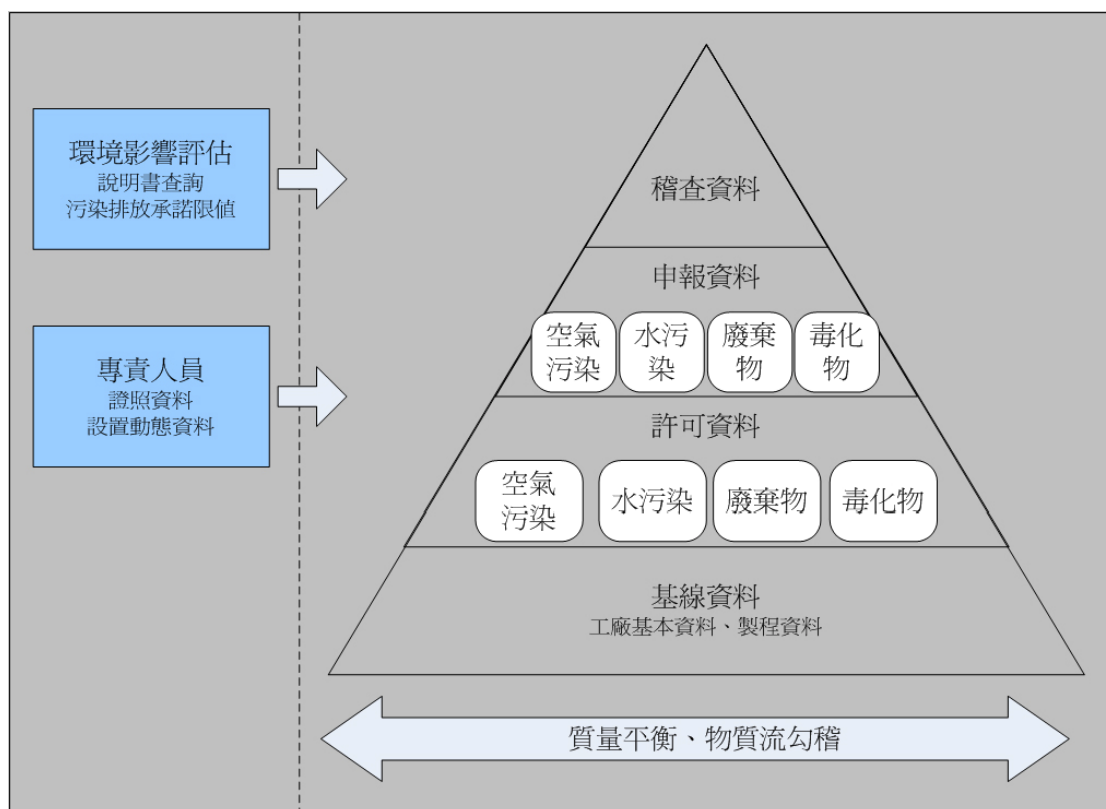 環境影響評估
說明書查詢
污染排放承諾限值
專責人員
證照資料
設置動態資料
稽查資料
申報資料
空氣
污染
水污
染
廢棄
物
毒化
物
許可資料
空氣
污染
水污染
廢棄物
毒化物
基線資料
工廠基本資料、製程資料
質量平衡、物質流勾稽